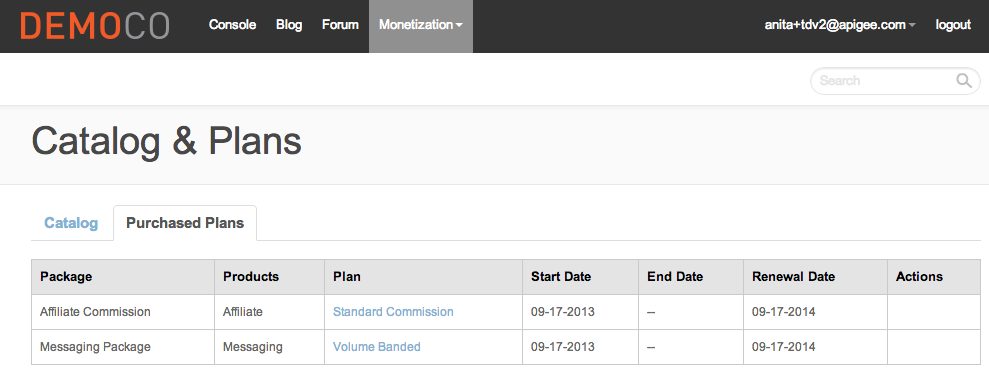 DEMOCO Console Blog Forum Monetization anita+tdv2@apigee.com logout
Search
Catalog & Plans
Catalog Purchased Plans
Package Products Plan Start Date End Date Renewal Date Actions
Affiliate Commission Affiliate Standard Commission 09-17-2013 -- 09-17-2014
Messaging Package Messaging Volume Banded 09-17-2013 -- 09-17-2014